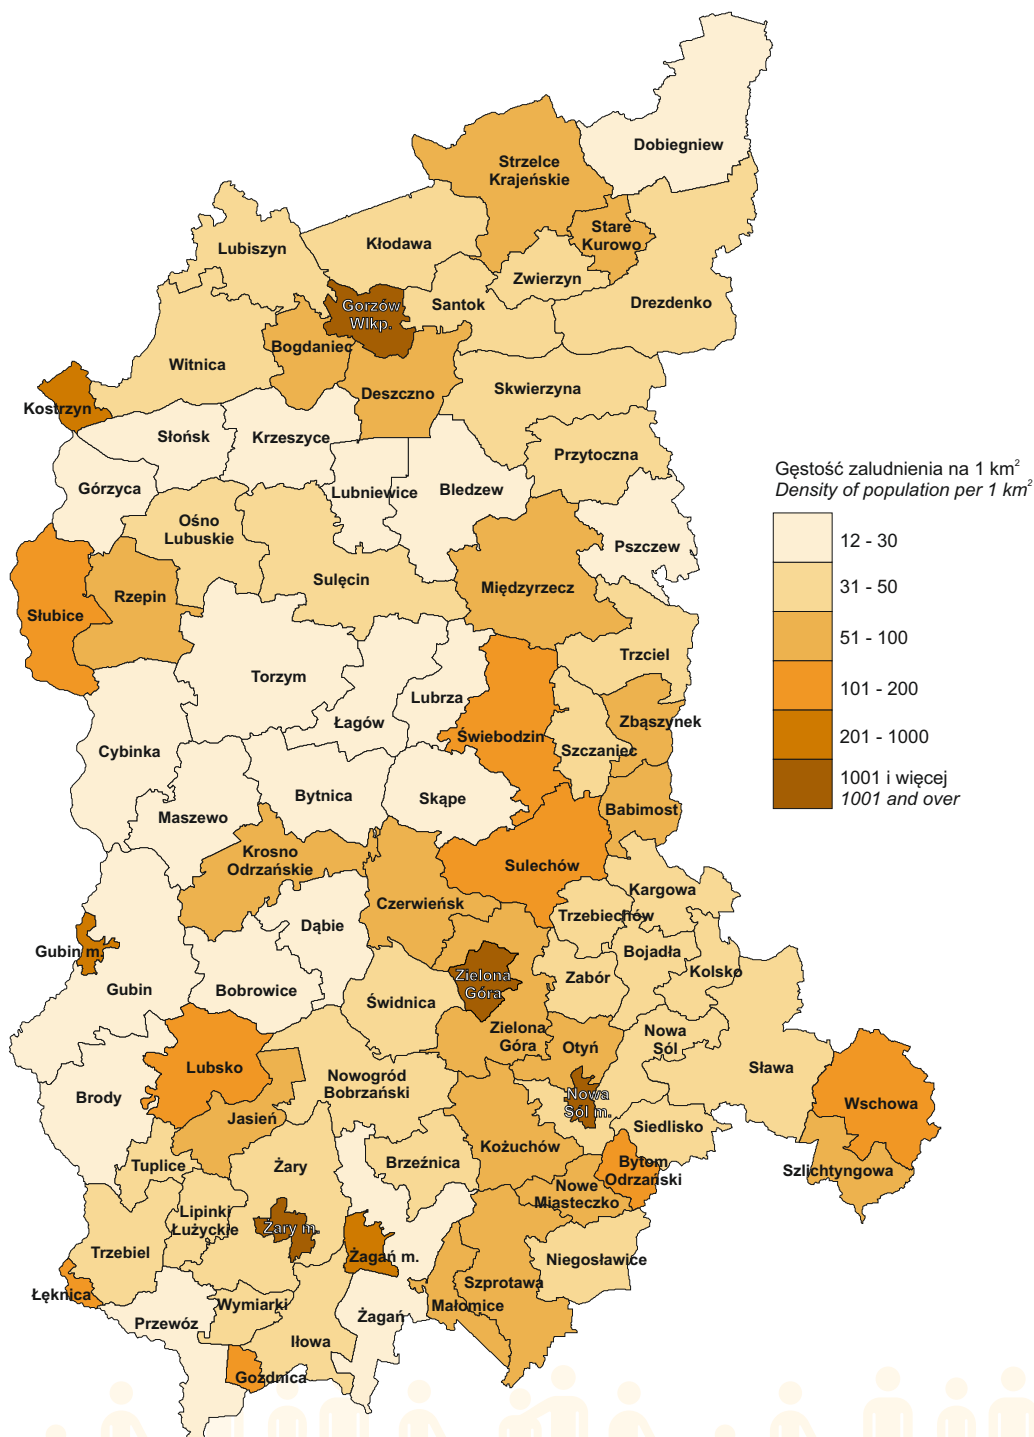 Dobiegniew
Strzelce
Krajeńskie
Stare
Kurowo
Lubiszyn
Kłodawa
Zwierzyn
Drezdenko
Gorzów
Wlkp.
Santok
Bogdaniec
Witnica
Deszczno
Skwierzyna
Kostrzyn
Słońsk
Krzeszyce
Przytoczna
Górzyca
Lubniewice
Bledzew
Ośno
Lubuskie
Pszczew
Sulęcin
Międzyrzecz
Rzepin
Słubice
Trzciel
Torzym
Lubrza
Łagów
Zbąszynek
Świebodzin
Szczaniec
Cybinka
Bytnica
Skąpe
Babimost
Maszewo
Krosno
Odrzańskie
Sulechów
Kargowa
Czerwieńsk
Trzebiechów
Dąbie
Gubin m.
Bojadła
Kolsko
Zielona
Góra
Zabór
Gubin
Bobrowice
Świdnica
Zielona
Góra
Nowa
Sól
Otyń
Lubsko
Sława
Nowogród
Bobrzański
Brody
Nowa
Sól m.
Wschowa
Jasień
Siedlisko
Kożuchów
Tuplice
Żary
Brzeźnica
Bytom
Odrzański
Szlichtyngowa
Nowe
Miasteczko
Lipinki
Łużyckie
Żary m.
Trzebiel
Żagań m.
Niegosławice
Szprotawa
Łęknica
Wymiarki
Małomice
Przewóz
Żagań
Iłowa
Gozdnica
Gęstość zaludnienia na 1 km²
Density of population per 1 km²
12 - 30
31 - 50
51 - 100
101 - 200
201 - 1000
1001 i więcej
1001 and over